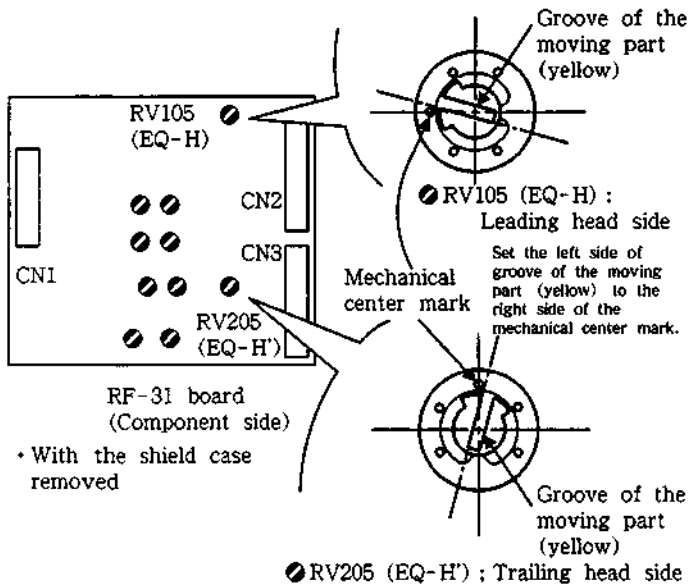 Groove of the
moving part
(yellow)
RV105
(EQ-H)
CN2
CN1
CN3
RV205
(EQ-H')
RV105 (EQ-H) :
Leading head side
Mechanical
center mark
Set the left side of
groove of the moving
part (yellow) to the
right side of the
mechanical center mark.
RF-31 board
(Component side)
• With the shield case
removed
Groove of the
moving part
(yellow)
RV205 (EQ-H') ; Trailing head side